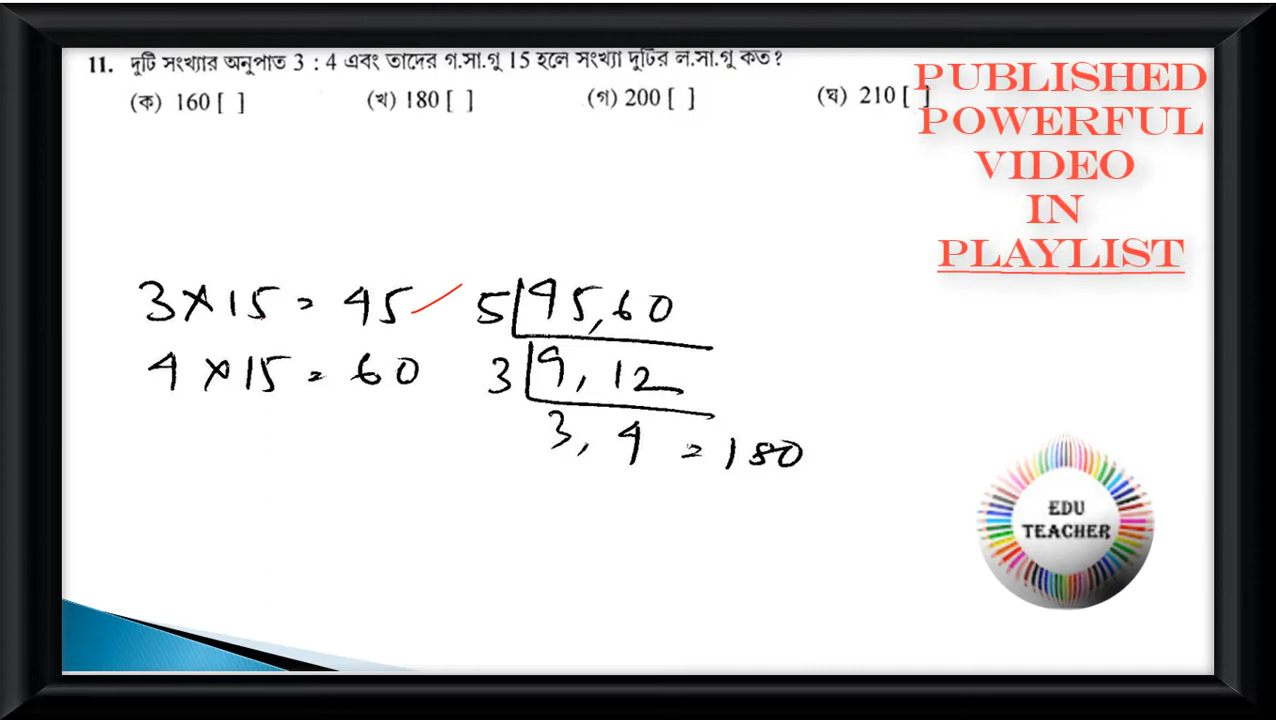 11. দুটি সংখ্যার অনুপাত 3 : 4 এবং তাদের গ.সা.গু 15 হলে সংখ্যা দুটির ল.সা.গু কত?
(ক) 160 [ ] (খ) 180 [ ] (গ) 200 [ ] (ঘ) 210 [ ]
PUBLISHED
POWERFUL
VIDEO
IN
PLAYLIST
3 × 15 = 45
4 × 15 = 60
5 45, 60
3 9, 12
3, 4 = 180
EDU
TEACHER